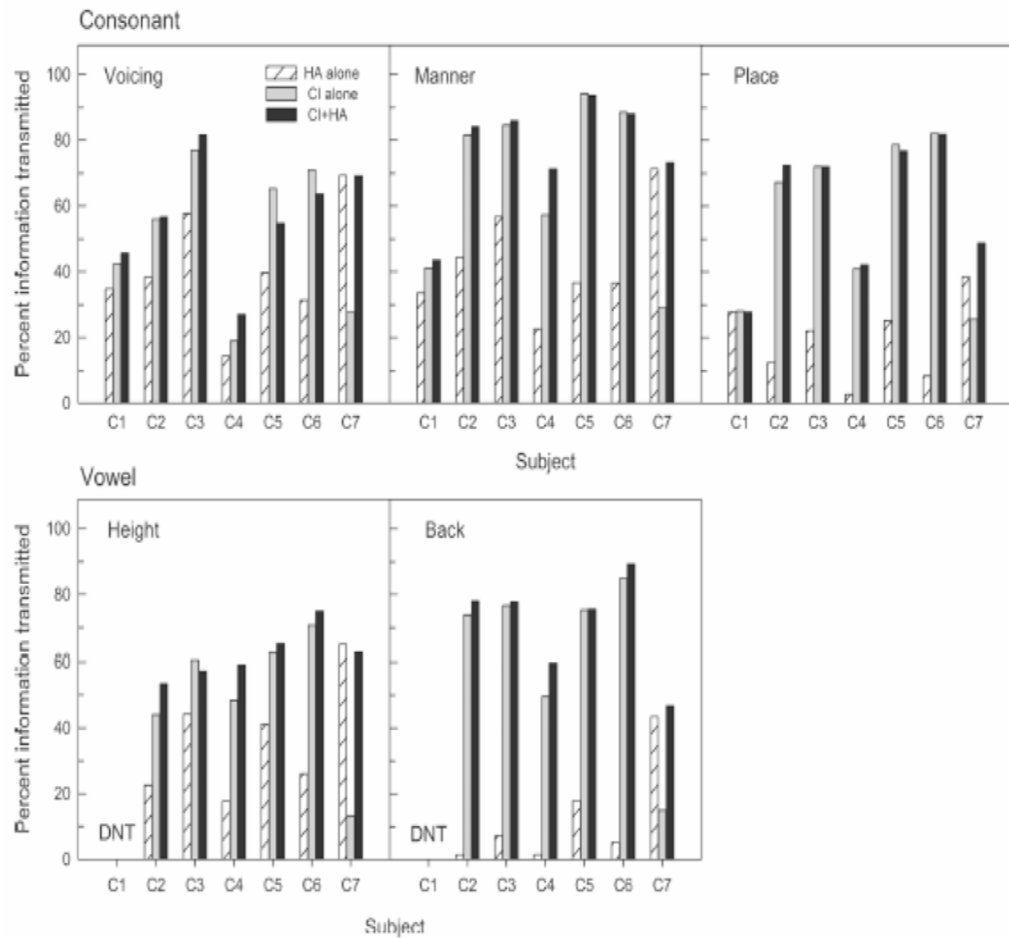 Consonant
Percent information transmitted
100
80
60
40
20
0
Voicing
HA alone
CI alone
CI+HA
Manner
Place
C1 C2 C3 C4 C5 C6 C7
C1 C2 C3 C4 C5 C6 C7
C1 C2 C3 C4 C5 C6 C7
Subject
Vowel
Percent information transmitted
100
80
60
40
20
0
Height
Back
DNT
DNT
C1 C2 C3 C4 C5 C6 C7
C1 C2 C3 C4 C5 C6 C7
Subject